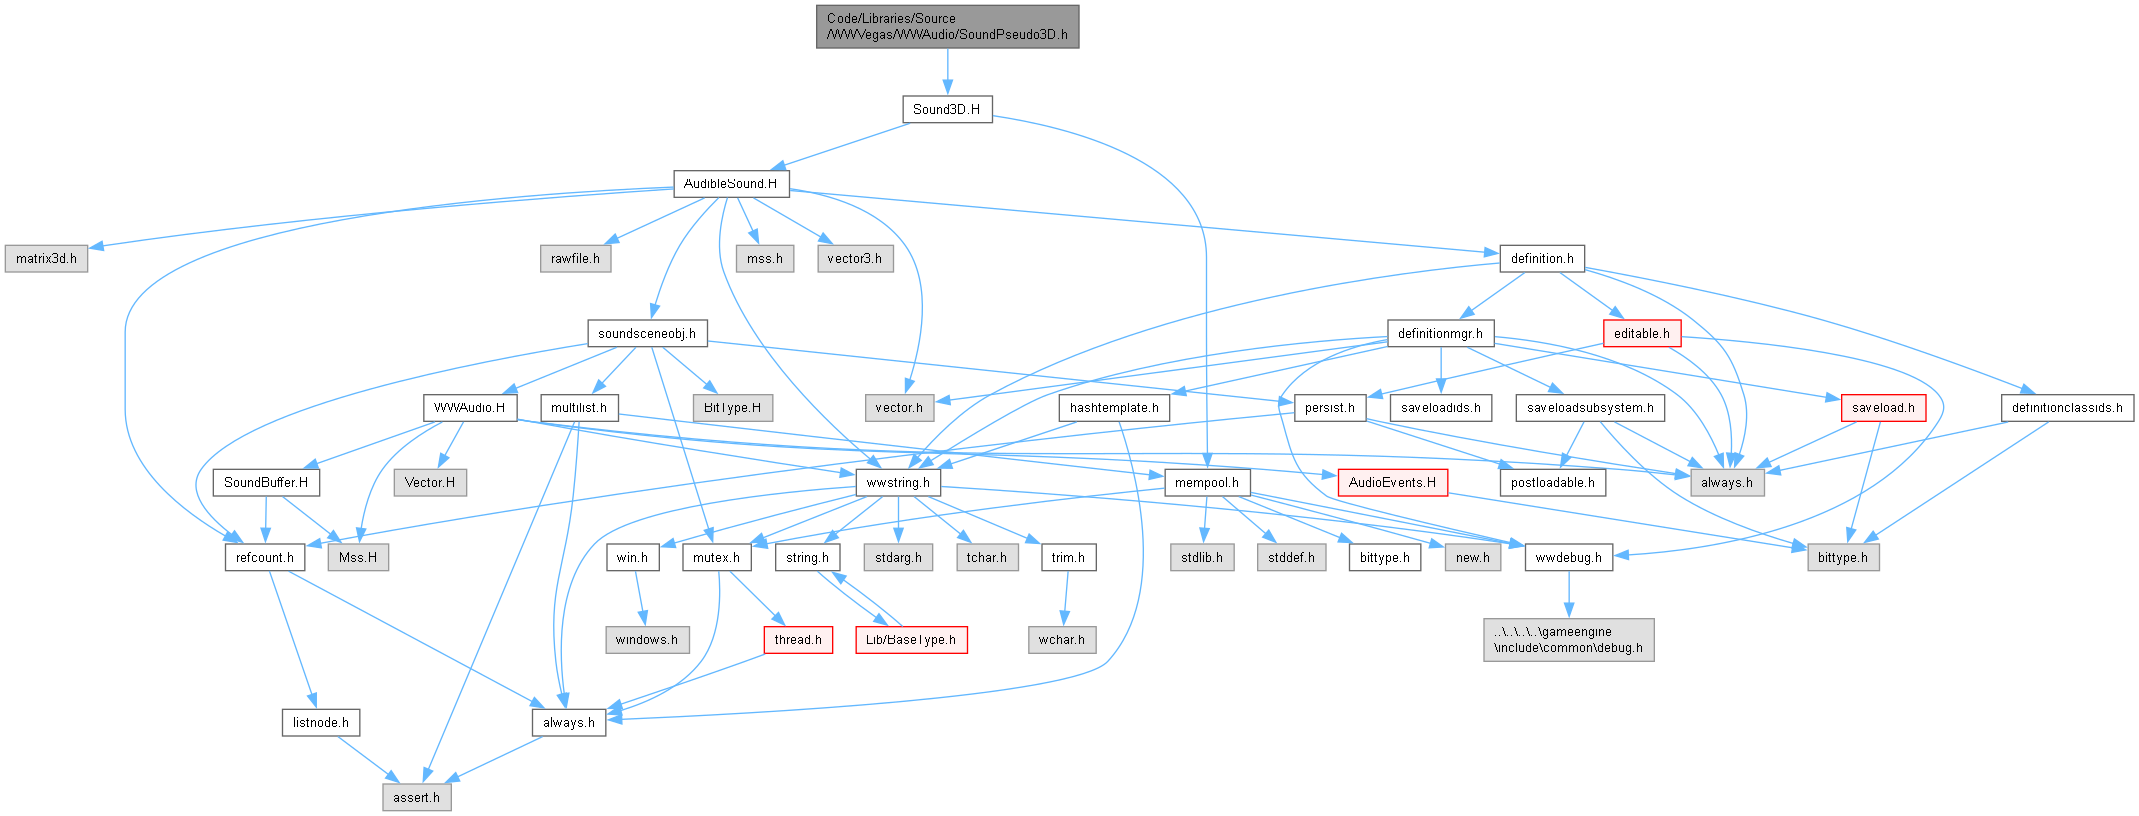 Code/Libraries/Source
/WWVegas/WWAudio/SoundPseudo3D.h
Sound3D.H
AudibleSound.H
matrix3d.h
rawfile.h
mss.h
vector3.h
definition.h
soundsceneobj.h
definitionmgr.h
editable.h
WWAudio.H
multilist.h
BitType.H
vector.h
hashtemplate.h
persist.h
saveloadids.h
saveloadsubsystem.h
saveload.h
definitionclassids.h
SoundBuffer.H
Vector.H
wwstring.h
mempool.h
AudioEvents.H
postloadable.h
always.h
refcount.h
Mss.H
win.h
mutex.h
string.h
stdarg.h
tchar.h
trim.h
stdlib.h
stddef.h
bittype.h
new.h
wwdebug.h
bittype.h
windows.h
thread.h
Lib/BaseType.h
wchar.h
..\..\..\..\gameengine
\include\common\debug.h
listnode.h
always.h
assert.h